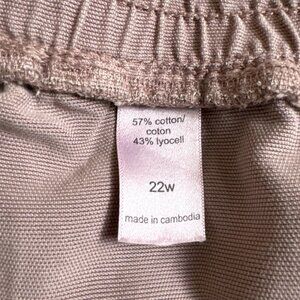 57% cotton/
coton
43% lyocell
22w
made in cambodia